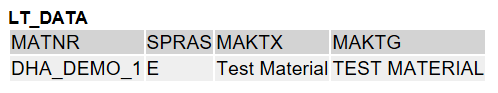 LT_DATA
MATNR SPRAS MAKTX MAKTG
DHA_DEMO_1 E Test Material TEST MATERIAL